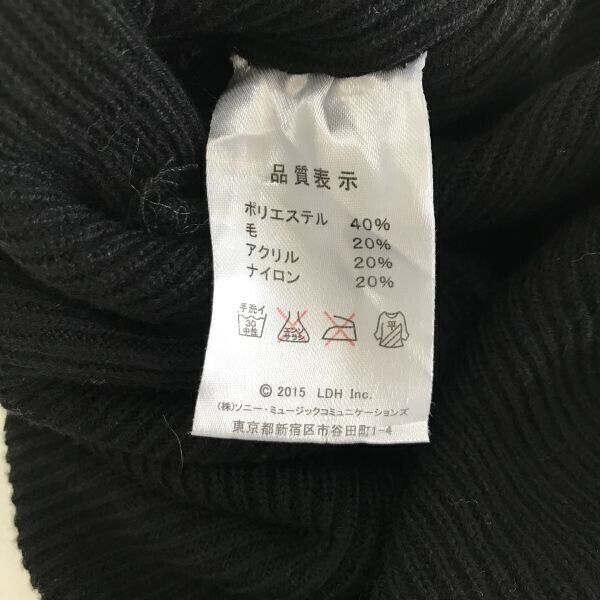 品質表示
ポリエステル 40%
毛 20%
アクリル 20%
ナイロン 20%
手洗イ
30
中性
エンソ
サラシ
平
© 2015 LDH Inc.
(株)ソニー・ミュージックコミュニケーションズ
東京都新宿区市谷田町1-4